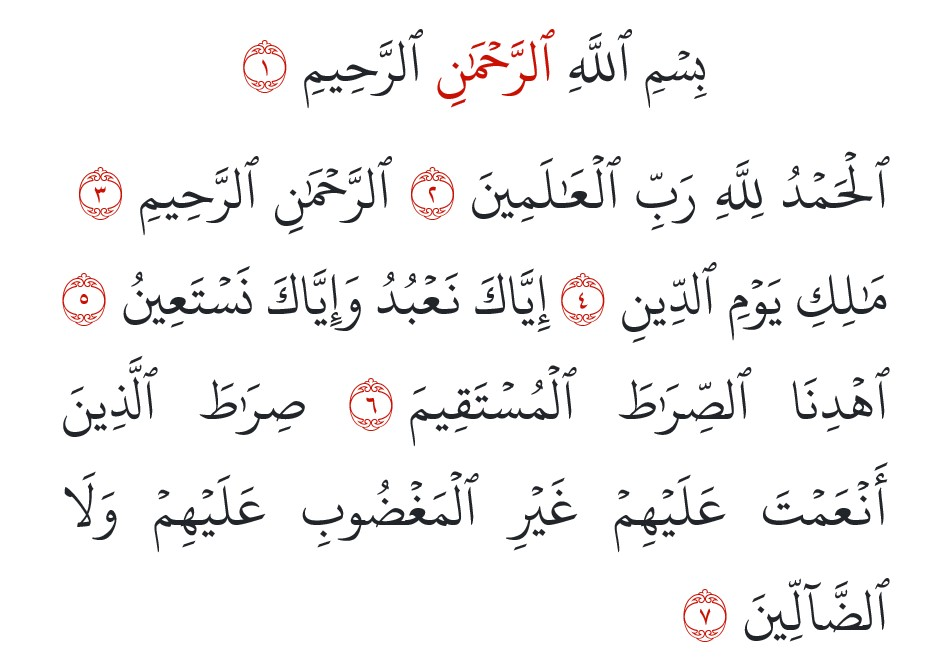 بِسْمِ ٱللَّهِ ٱلرَّحْمَـٰنِ ٱلرَّحِيمِ ١
ٱلْحَمْدُ لِلَّهِ رَبِّ ٱلْعَـٰلَمِينَ ٢ ٱلرَّحْمَـٰنِ ٱلرَّحِيمِ ٣
مَـٰلِكِ يَوْمِ ٱلدِّينِ ٤ إِيَّاكَ نَعْبُدُ وَإِيَّاكَ نَسْتَعِينُ ٥
ٱهْدِنَا ٱلصِّرَٰطَ ٱلْمُسْتَقِيمَ ٦ صِرَٰطَ ٱلَّذِينَ
أَنْعَمْتَ عَلَيْهِمْ غَيْرِ ٱلْمَغْضُوبِ عَلَيْهِمْ وَلَا
ٱلضَّآلِّينَ ٧